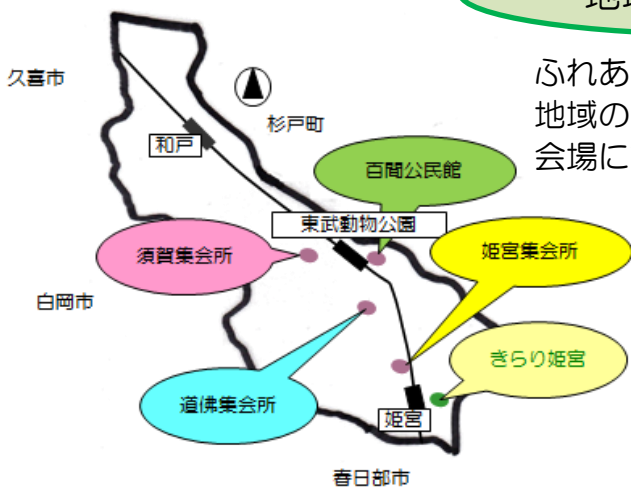 地域
ふれあ
地域の
会場に
久喜市
杉戸町
和戸
百間公民館
東武動物公園
須賀集会所
姫宮集会所
白岡市
きらり姫宮
道佛集会所
姫宮
春日部市